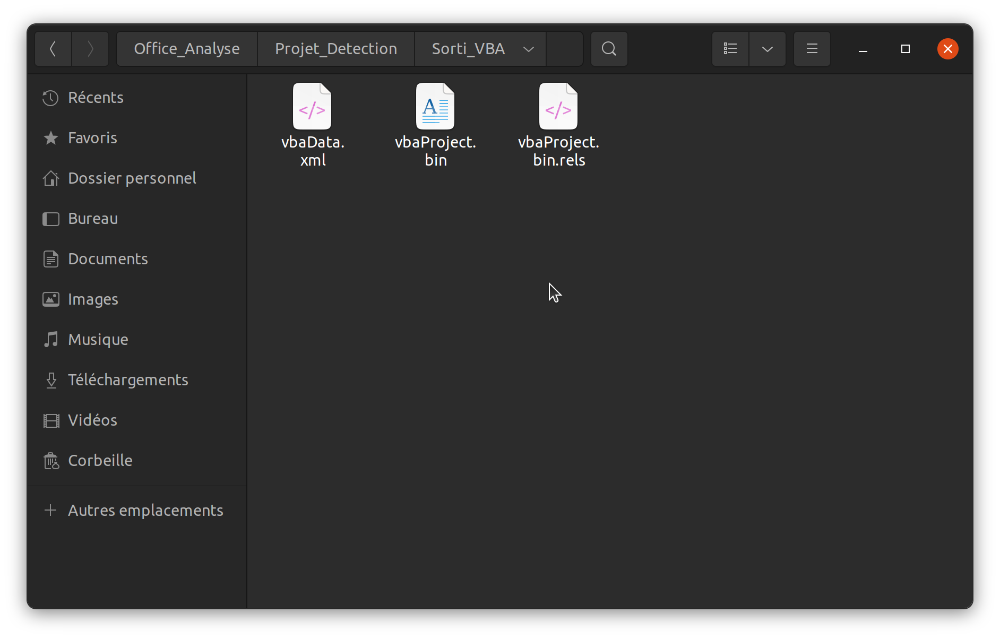 Office_Analyse Projet_Detection Sorti_VBA
Récents
Favoris
Dossier personnel
Bureau
Documents
Images
Musique
Téléchargements
Vidéos
Corbeille
Autres emplacements
vbaData.
xml
vbaProject.
bin
vbaProject.
bin.rels